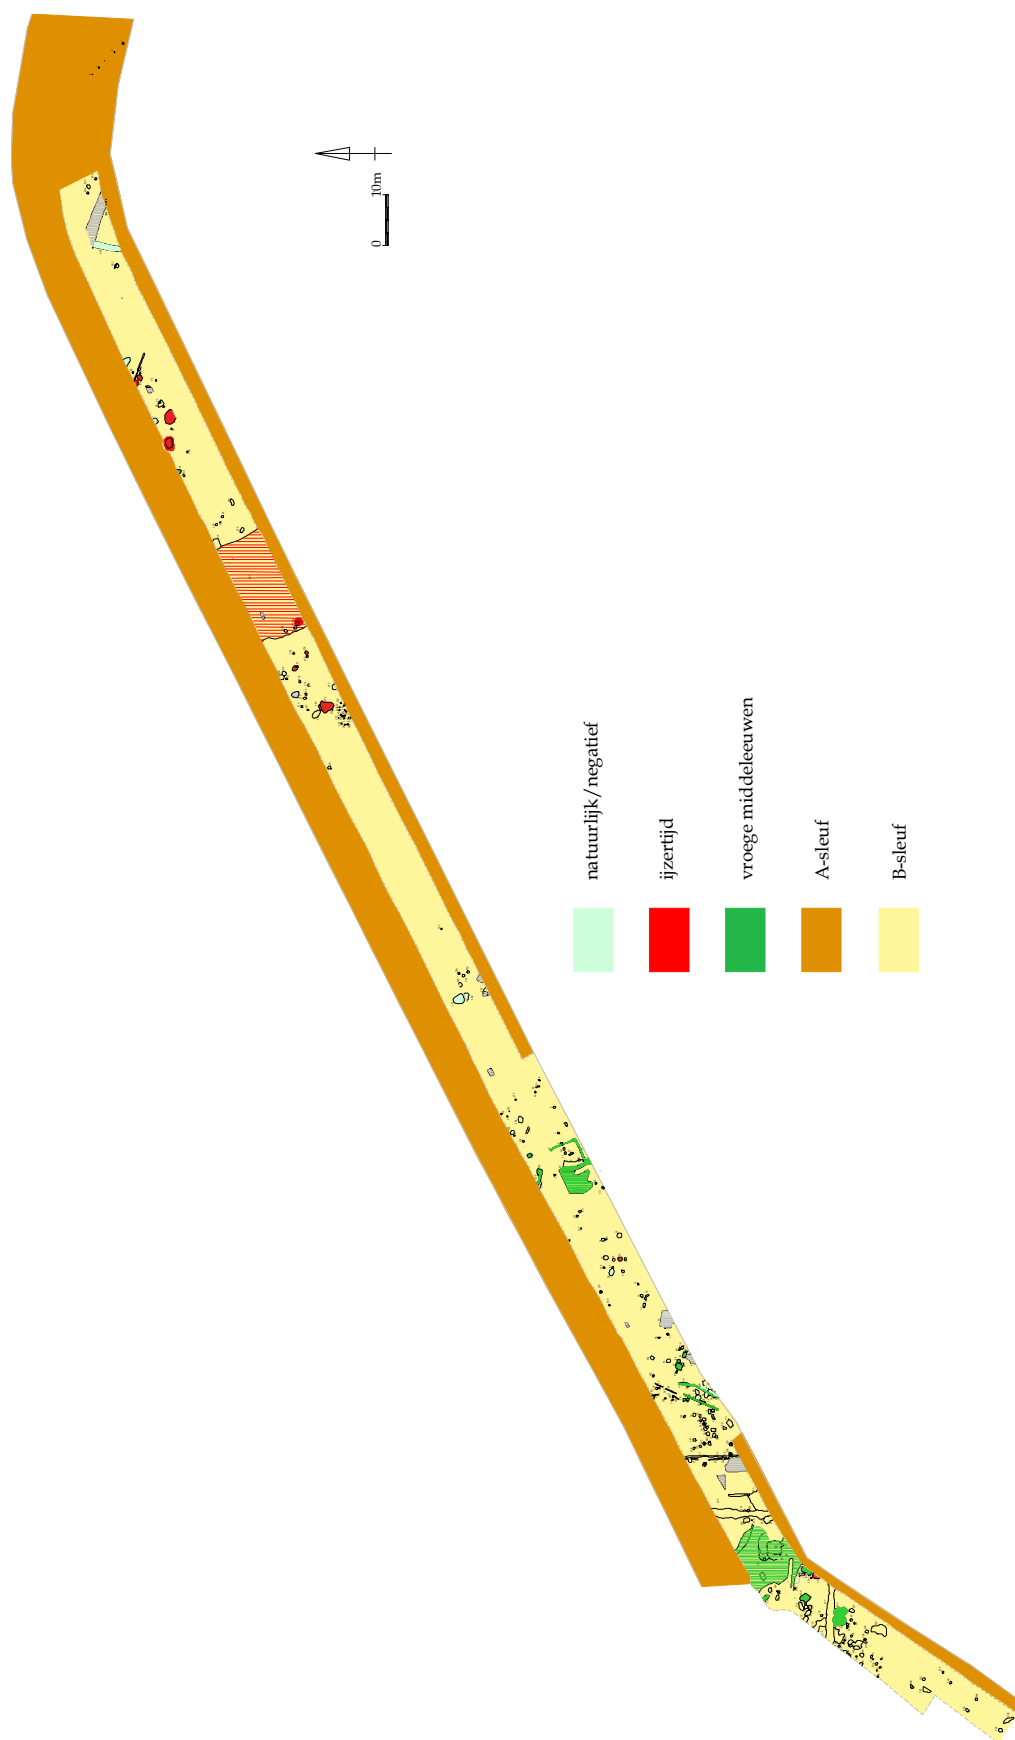 10m
0
natuurlijk/negatief
ijzertijd
vroege middeleeuwen
A-sleuf
B-sleuf